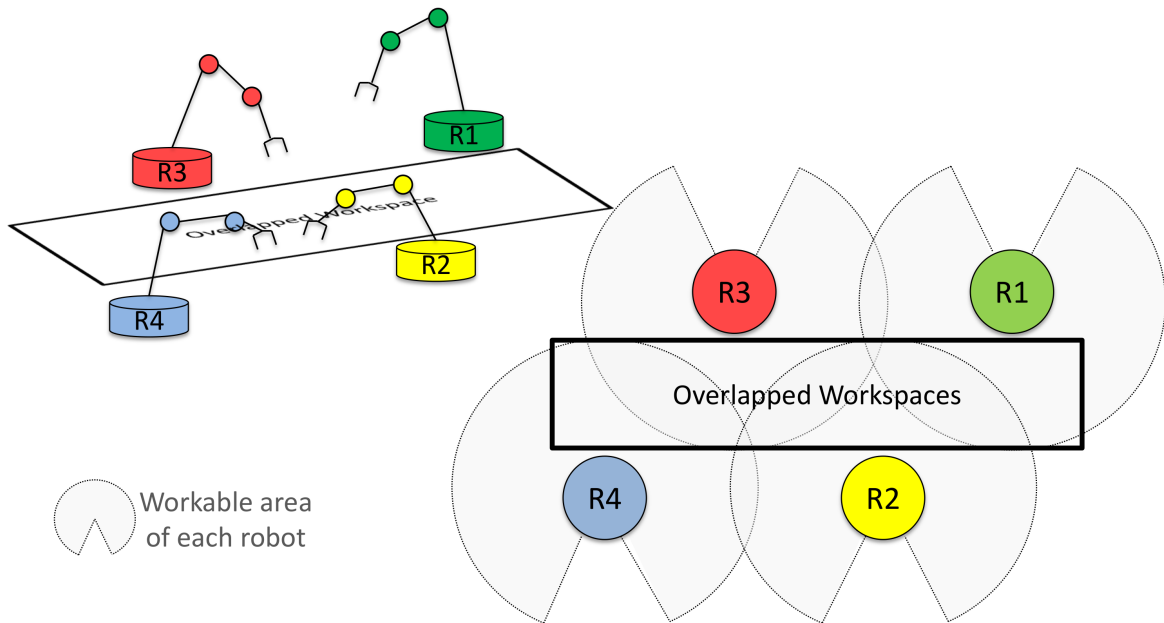 R1
R3
Overlapped Workspace
R2
R4
R3
R1
Overlapped Workspaces
R4
R2
Workable area
of each robot